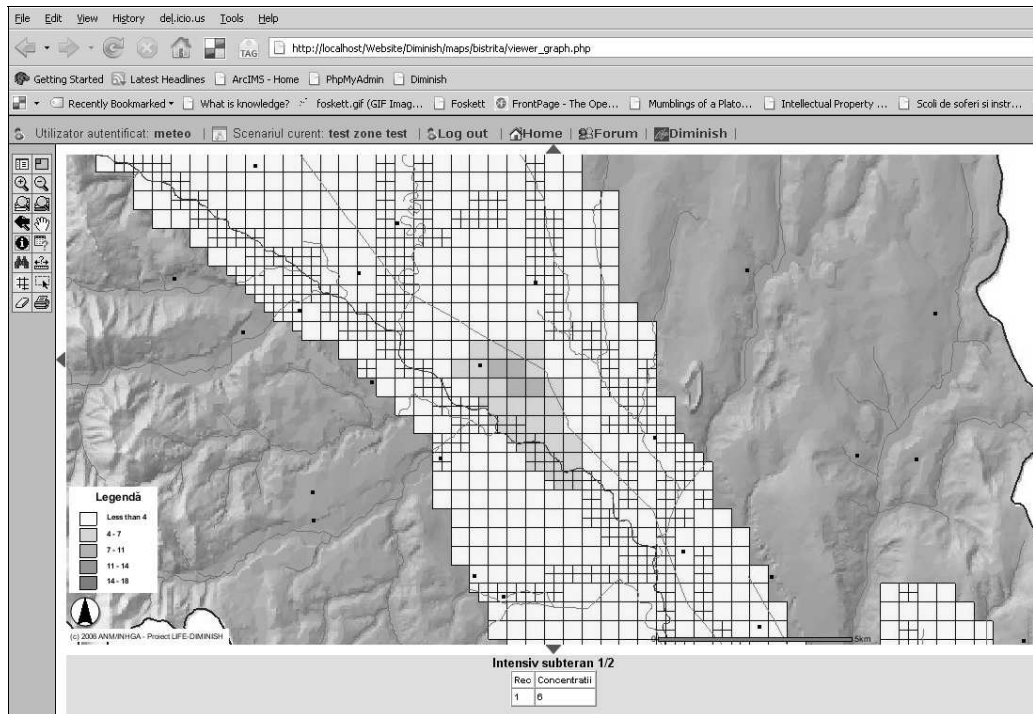 File Edit View History del.icio.us Tools Help
TAG http://localhost/Website/Diminish/maps/bistrita/viewer_graph.php
Getting Started Latest Headlines ArcIMS - Home PhpMyAdmin Diminish
Recently Bookmarked What is knowledge? foskett.gif (GIF Imag... Foskett FrontPage - The Ope... Mumblings of a Plato... Intellectual Property ... Scoli de soferi si instr...
Utilizator autentificat: meteo | Scenariul curent: test zone test | Log out | Home | Forum | Diminish |
Legendă
Less than 4
4 - 7
7 - 11
11 - 14
14 - 18
(c) 2006 ANM/INHGA - Proiect LIFE-DIMINISH
0 5km
Intensiv subteran 1/2
Rec Concentratii
1 6